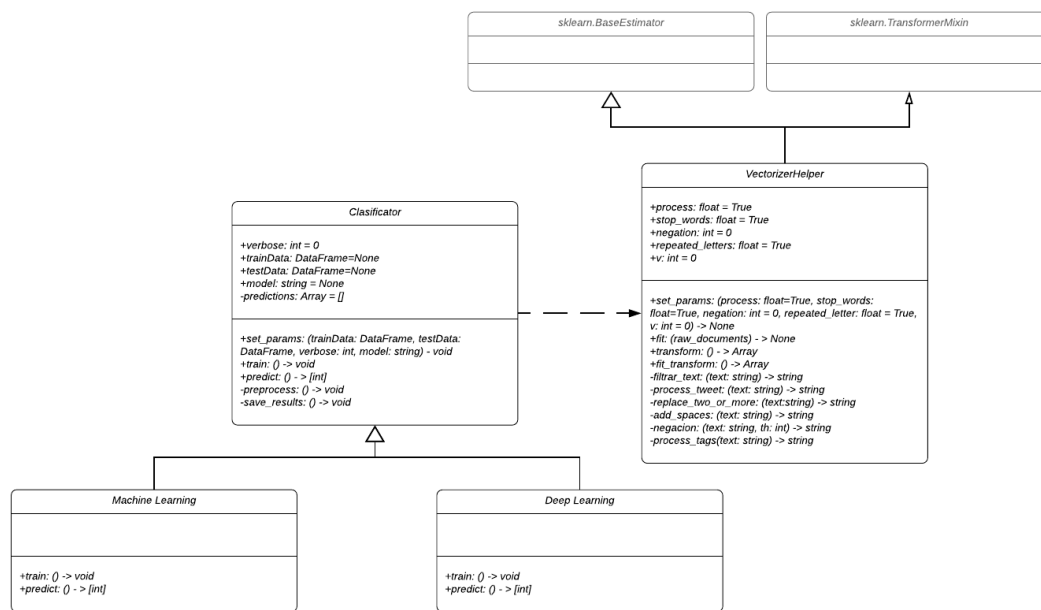 sklearn.BaseEstimator
sklearn.TransformerMixin
VectorizerHelper
+process: float = True
+stop_words: float = True
+negation: int = 0
+repeated_letters: float = True
+v: int = 0
+set_params: (process: float=True, stop_words:
float=True, negation: int = 0, repeated_letter: float = True,
v: int = 0) -> None
+fit: (raw_documents) - > None
+transform: () - > Array
+fit_transform: () -> Array
-filtrar_text: (text: string) -> string
-process_tweet: (text: string) -> string
-replace_two_or_more: (text:string) -> string
-add_spaces: (text: string) -> string
-negacion: (text: string, th: int) -> string
-process_tags(text: string) -> string
Clasificator
+verbose: int = 0
+trainData: DataFrame=None
+testData: DataFrame=None
+model: string = None
-predictions: Array = []
+set_params: (trainData: DataFrame, testData:
DataFrame, verbose: int, model: string) - void
+train: () -> void
+predict: () - > [int]
-preprocess: () -> void
-save_results: () -> void
Machine Learning
+train: () -> void
+predict: () - > [int]
Deep Learning
+train: () -> void
+predict: () - > [int]